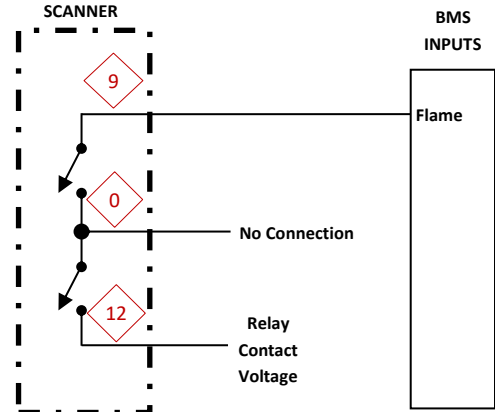 SCANNER
BMS
INPUTS
9
Flame
0
No Connection
12
Relay
Contact
Voltage